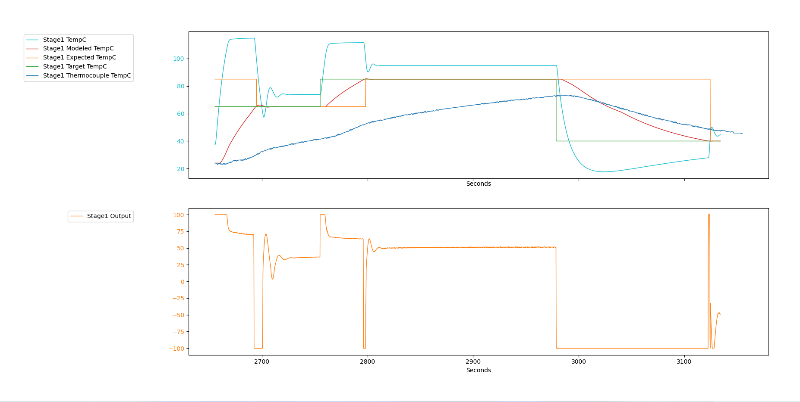 Stage1 TempC
Stage1 Modeled TempC
Stage1 Expected TempC
Stage1 Target TempC
Stage1 Thermocouple TempC
100
80
60
40
20
Seconds
Stage1 Output
100
75
50
25
0
−25
−50
−75
−100
2700 2800 2900 3000 3100
Seconds